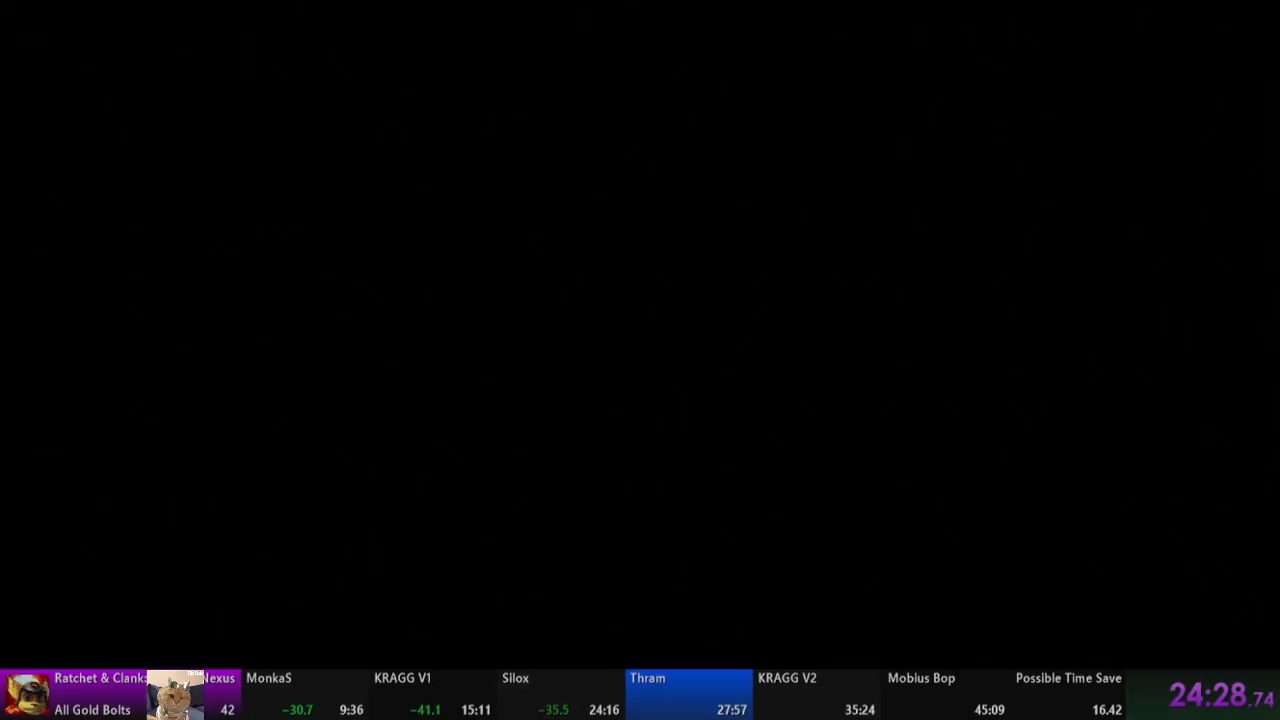 Ratchet & Clank: Nexus
All Gold Bolts 42
MonkaS
−30.7 9:36
KRAGG V1
−41.1 15:11
Silox
−35.5 24:16
Thram
27:57
KRAGG V2
35:24
Mobius Bop
45:09
Possible Time Save
16.42
24:28.74